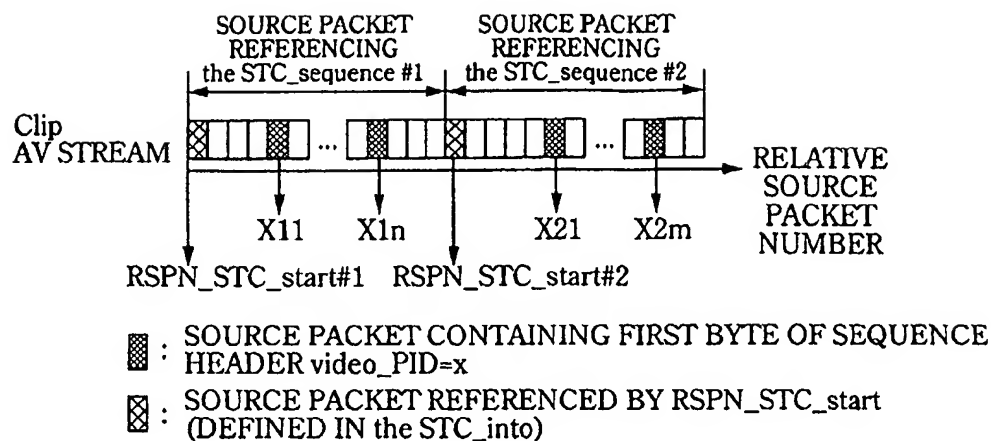 SOURCE PACKET
REFERENCING
the STC_sequence #1
SOURCE PACKET
REFERENCING
the STC_sequence #2
Clip
AV STREAM
...
...
RELATIVE
SOURCE
PACKET
NUMBER
X11
X1n
X21
X2m
RSPN_STC_start#1
RSPN_STC_start#2
: SOURCE PACKET CONTAINING FIRST BYTE OF SEQUENCE
HEADER video_PID=x
: SOURCE PACKET REFERENCED BY RSPN_STC_start
(DEFINED IN the STC_into)